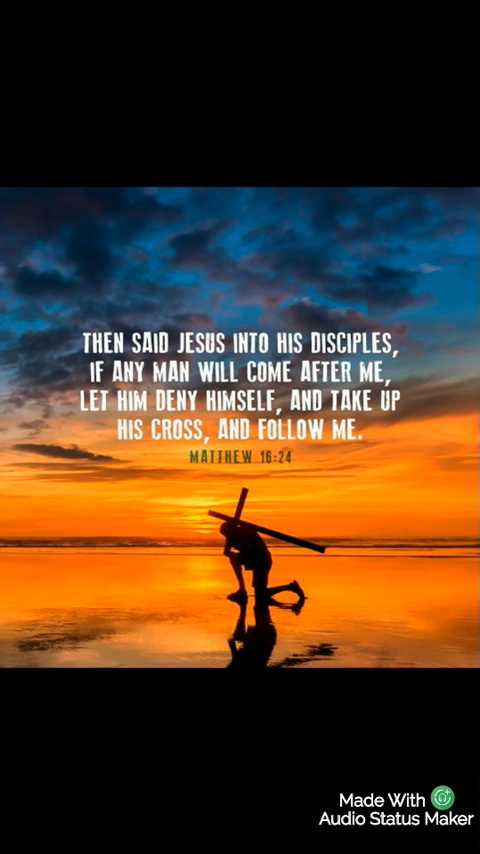 THEN SAID JESUS INTO HIS DISCIPLES,
IF ANY MAN WILL COME AFTER ME,
LET HIM DENY HIMSELF, AND TAKE UP
HIS CROSS, AND FOLLOW ME.
MATTHEW 16:24
Made With
Audio Status Maker